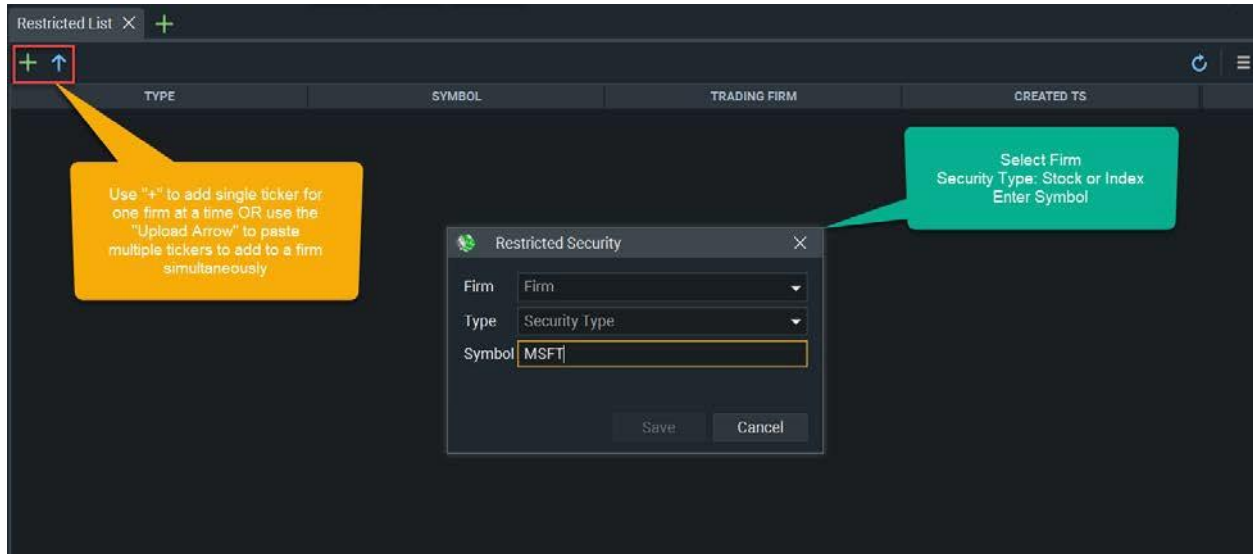 Restricted List
TYPE SYMBOL TRADING FIRM CREATED TS
Use "+" to add single ticker for
one firm at a time OR use the
"Upload Arrow" to paste
multiple tickers to add to a firm
simultaneously
Select Firm
Security Type: Stock or Index
Enter Symbol
Restricted Security
Firm Firm
Type Security Type
Symbol MSFT
Save Cancel